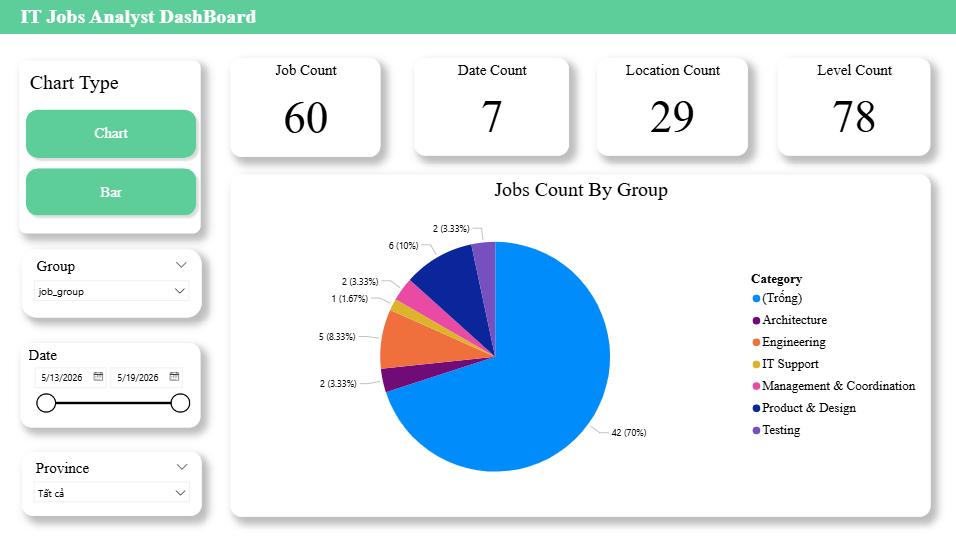 IT Jobs Analyst DashBoard
Chart Type
Chart
Bar
Group
job_group
Date
5/13/2026
5/19/2026
Province
Tất cả
Job Count
60
Date Count
7
Location Count
29
Level Count
78
Jobs Count By Group
2 (3.33%)
6 (10%)
2 (3.33%)
1 (1.67%)
5 (8.33%)
2 (3.33%)
42 (70%)
Category
(Trống)
Architecture
Engineering
IT Support
Management & Coordination
Product & Design
Testing